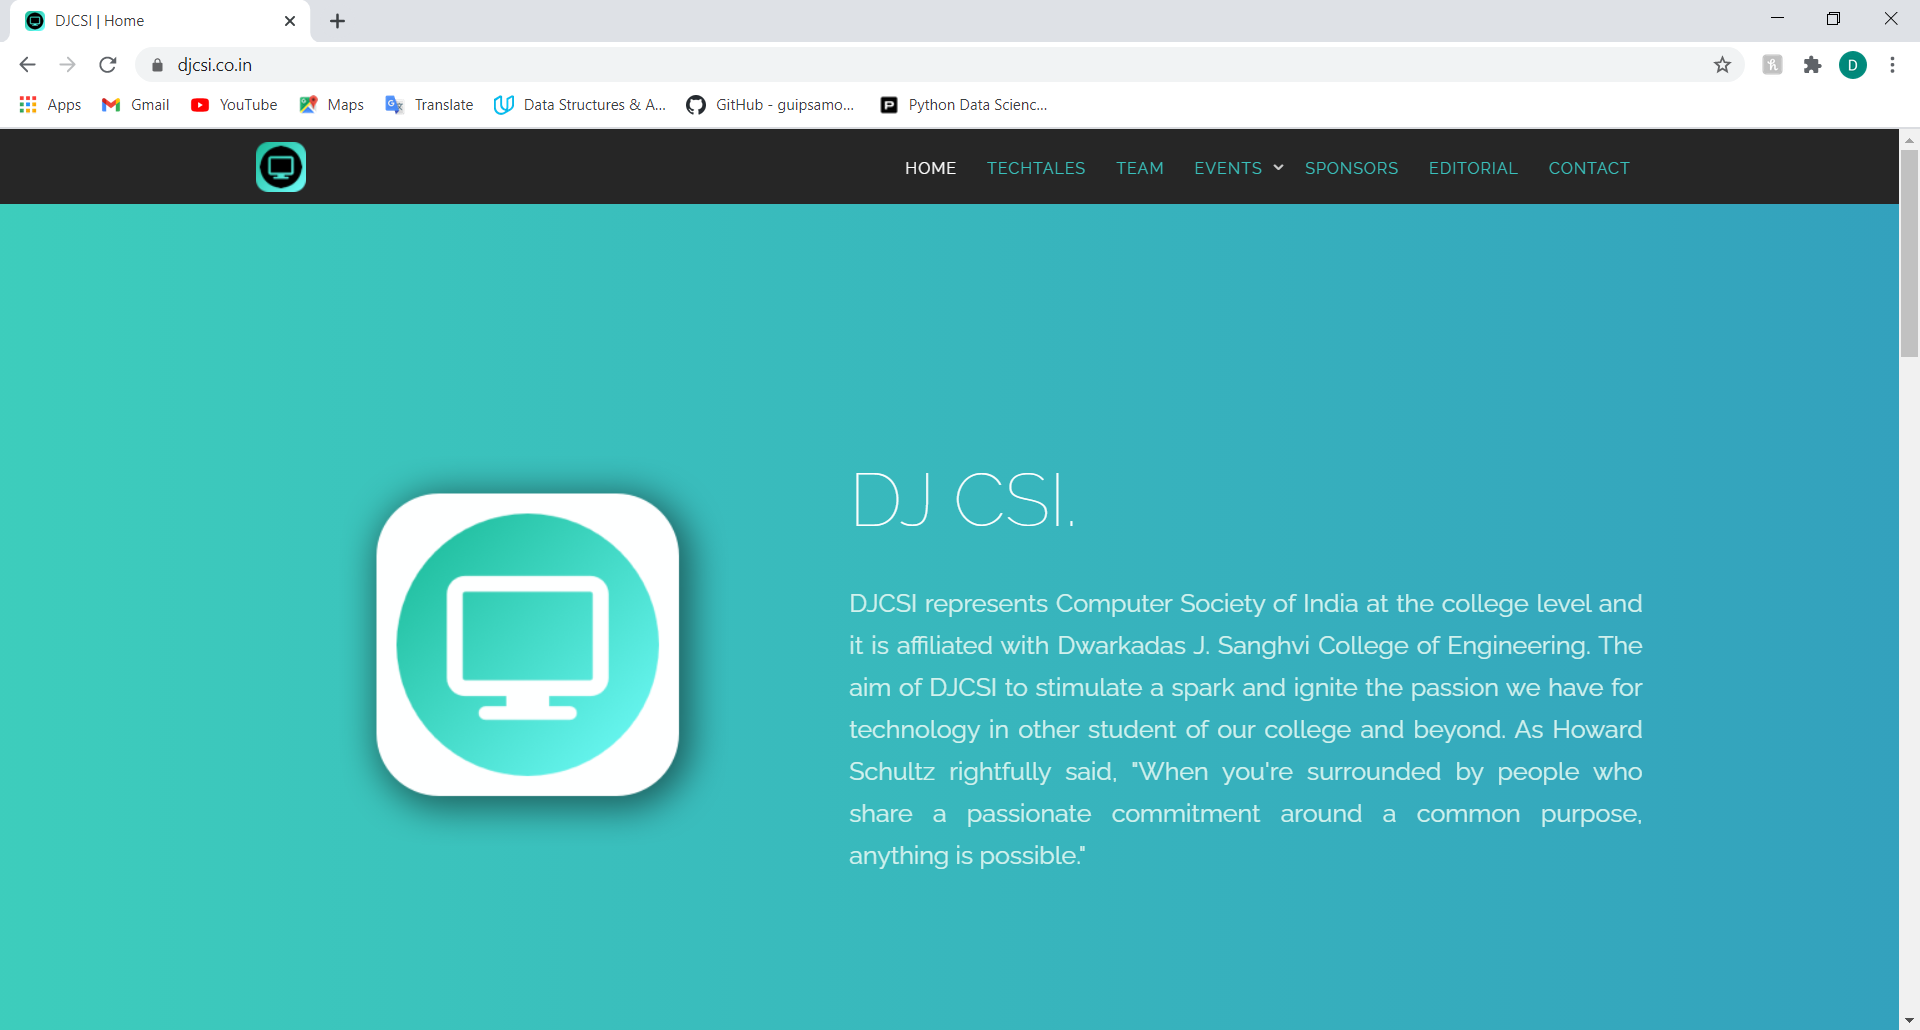 DJCSI | Home
djcsi.co.in
D
Apps Gmail YouTube Maps Translate Data Structures & A... GitHub - guipsamo... Python Data Scienc...
HOME TECHTALES TEAM EVENTS SPONSORS EDITORIAL CONTACT
DJ CSI.
DJCSI represents Computer Society of India at the college level and
it is affiliated with Dwarkadas J. Sanghvi College of Engineering. The
aim of DJCSI to stimulate a spark and ignite the passion we have for
technology in other student of our college and beyond. As Howard
Schultz rightfully said, "When you're surrounded by people who
share a passionate commitment around a common purpose,
anything is possible."